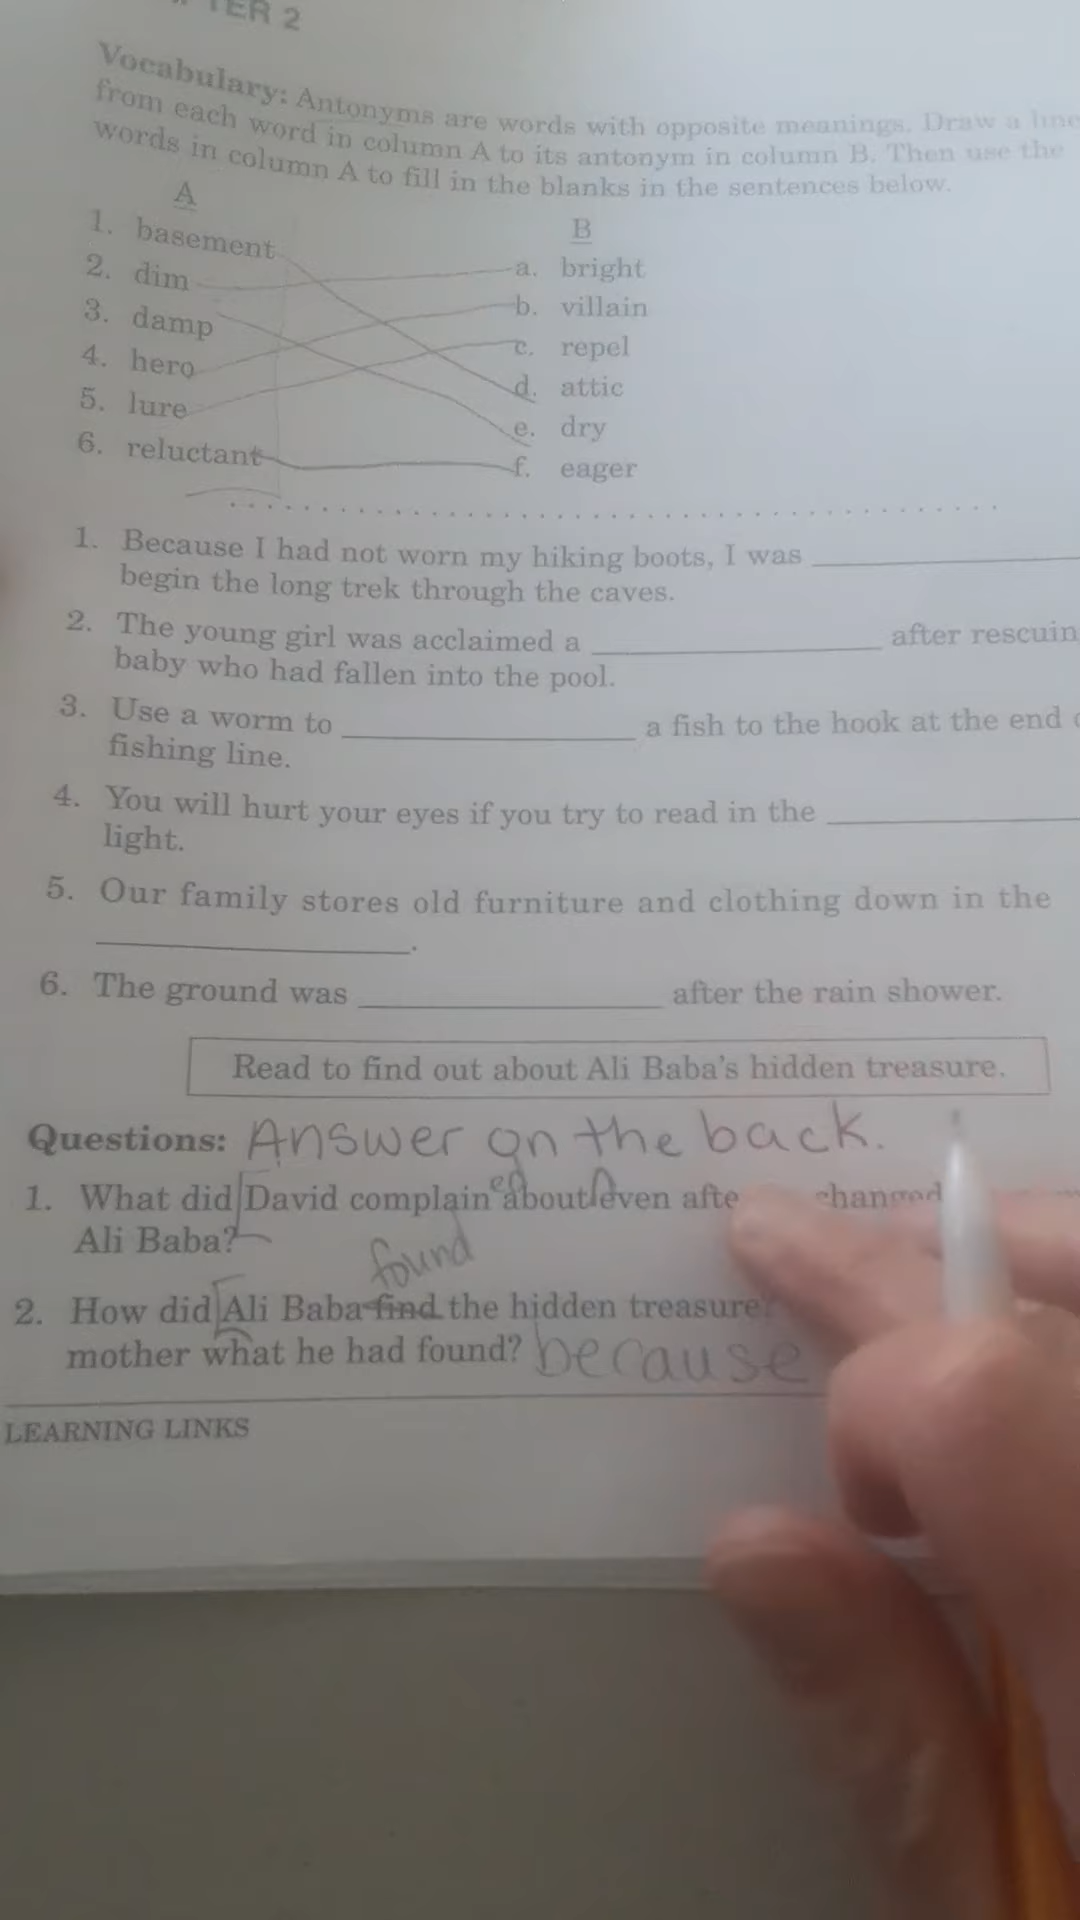 TER 2
Vocabulary: Antonyms are words with opposite meanings. Draw a line
from each word in column A to its antonym in column B. Then use the
words in column A to fill in the blanks in the sentences below.
A
B
1. basement
a. bright
2. dim
b. villain
3. damp
c. repel
4. hero
d. attic
5. lure
e. dry
6. reluctant
f. eager
1. Because I had not worn my hiking boots, I was
begin the long trek through the caves.
2. The young girl was acclaimed a ____ after rescuin
baby who had fallen into the pool.
3. Use a worm to ____ a fish to the hook at the end
fishing line.
4. You will hurt your eyes if you try to read in the ____
light.
5. Our family stores old furniture and clothing down in the
____.
6. The ground was ____ after the rain shower.
Read to find out about Ali Baba's hidden treasure.
Questions: Answer on the back.
ed
1. What did David complain about even afte changed
Ali Baba?
found
2. How did Ali Baba find the hidden treasure?
mother what he had found? because
LEARNING LINKS